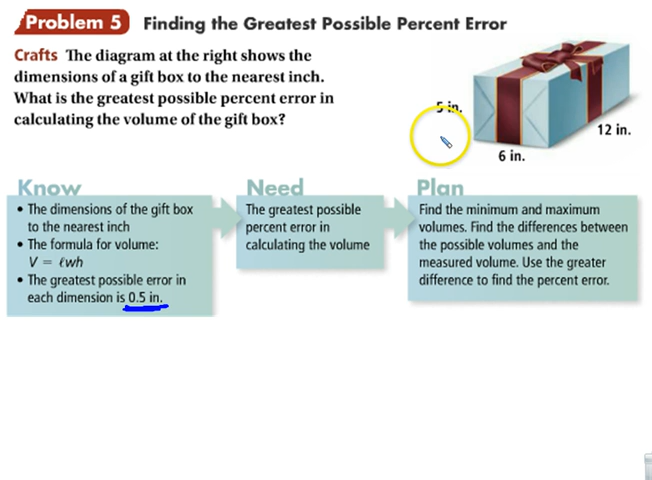 Problem 5 Finding the Greatest Possible Percent Error
Crafts The diagram at the right shows the
dimensions of a gift box to the nearest inch.
What is the greatest possible percent error in
calculating the volume of the gift box?
5 in.
12 in.
6 in.
Know
• The dimensions of the gift box
to the nearest inch
• The formula for volume:
V = ℓwh
• The greatest possible error in
each dimension is 0.5 in.
Need
The greatest possible
percent error in
calculating the volume
Plan
Find the minimum and maximum
volumes. Find the differences between
the possible volumes and the
measured volume. Use the greater
difference to find the percent error.